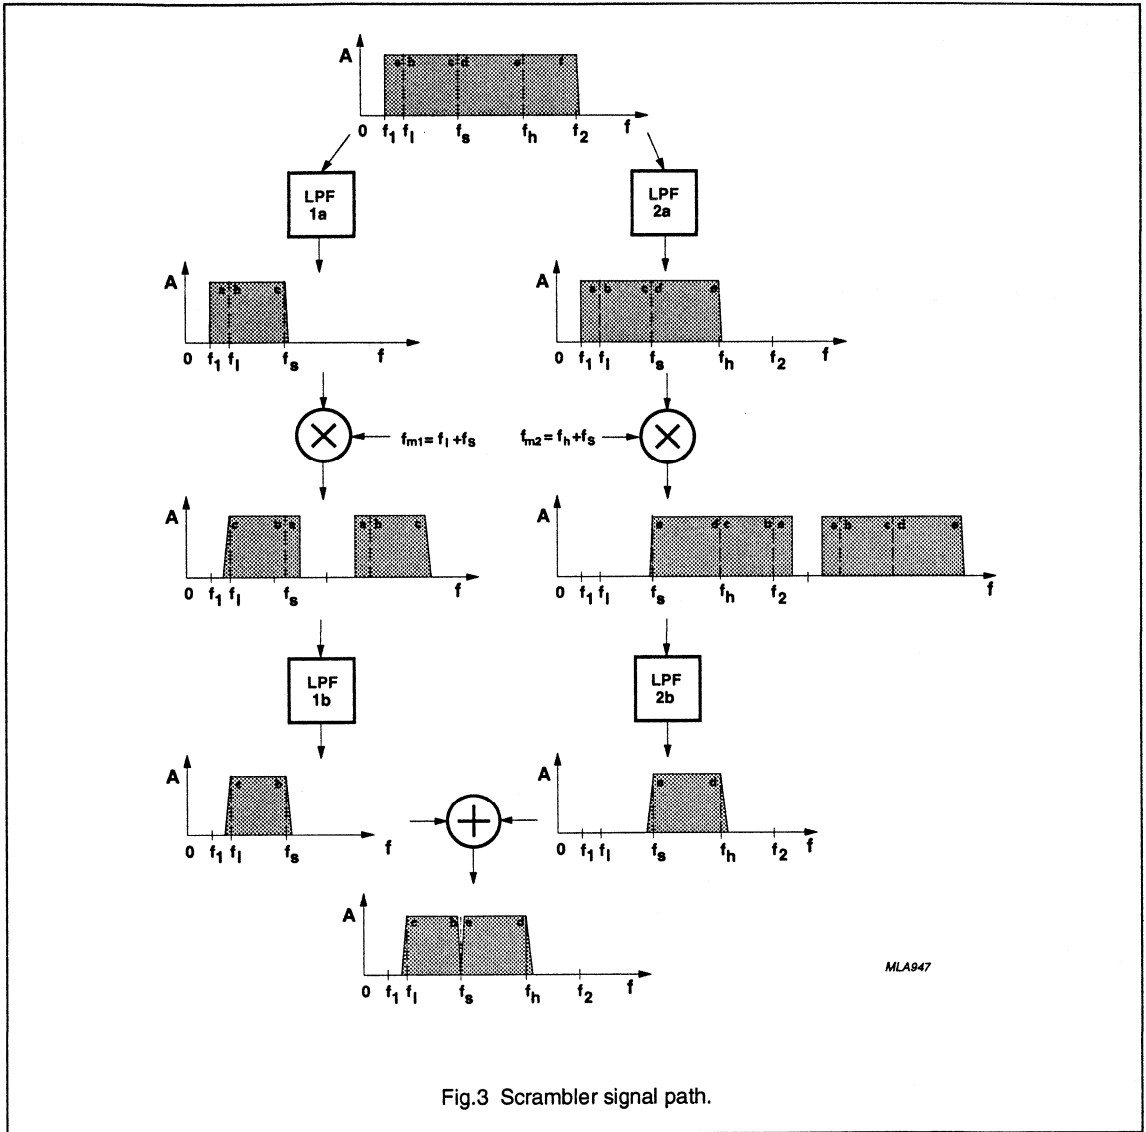 A
a b c d e f
0 f1 fl fs fh f2 f
LPF 1a
LPF 2a
A
a b c
0 f1 fl fs f
A
a b c d e
0 f1 fl fs fh f2 f
fm1 = fl + fS
fm2 = fh + fS
A
c b a a b c
0 f1 fl fs f
A
e d c b a a b c d e
0 f1 fl fs fh f2 f
LPF 1b
LPF 2b
A
c b
0 f1 fl fs f
A
e d
0 f1 fl fs fh f2 f
A
c b e d
0 f1 fl fs fh f2 f
MLA947
Fig.3 Scrambler signal path.